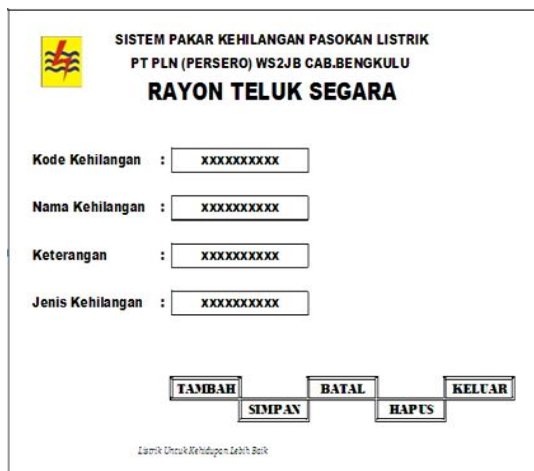 SISTEM PAKAR KEHILANGAN PASOKAN LISTRIK
PT PLN (PERSERO) WS2JB CAB.BENGKULU
RAYON TELUK SEGARA
Kode Kehilangan : xxxxxxxxxx
Nama Kehilangan : xxxxxxxxxx
Keterangan : xxxxxxxxxx
Jenis Kehilangan : xxxxxxxxxx
TAMBAH BATAL KELUAR
SIMPAN HAPUS
Listrik Untuk Kehidupan Lebih Baik